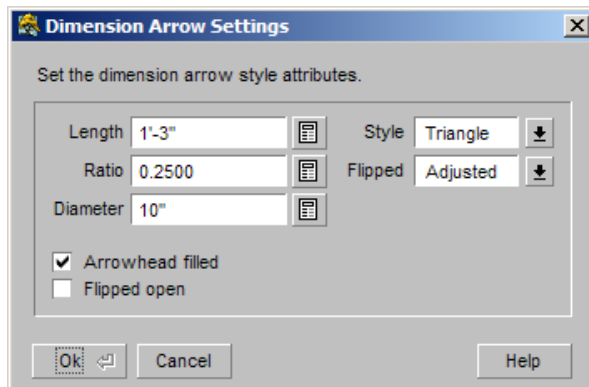 Dimension Arrow Settings
Set the dimension arrow style attributes.
Length 1'-3" Style Triangle
Ratio 0.2500 Flipped Adjusted
Diameter 10"
Arrowhead filled
Flipped open
Ok Cancel Help